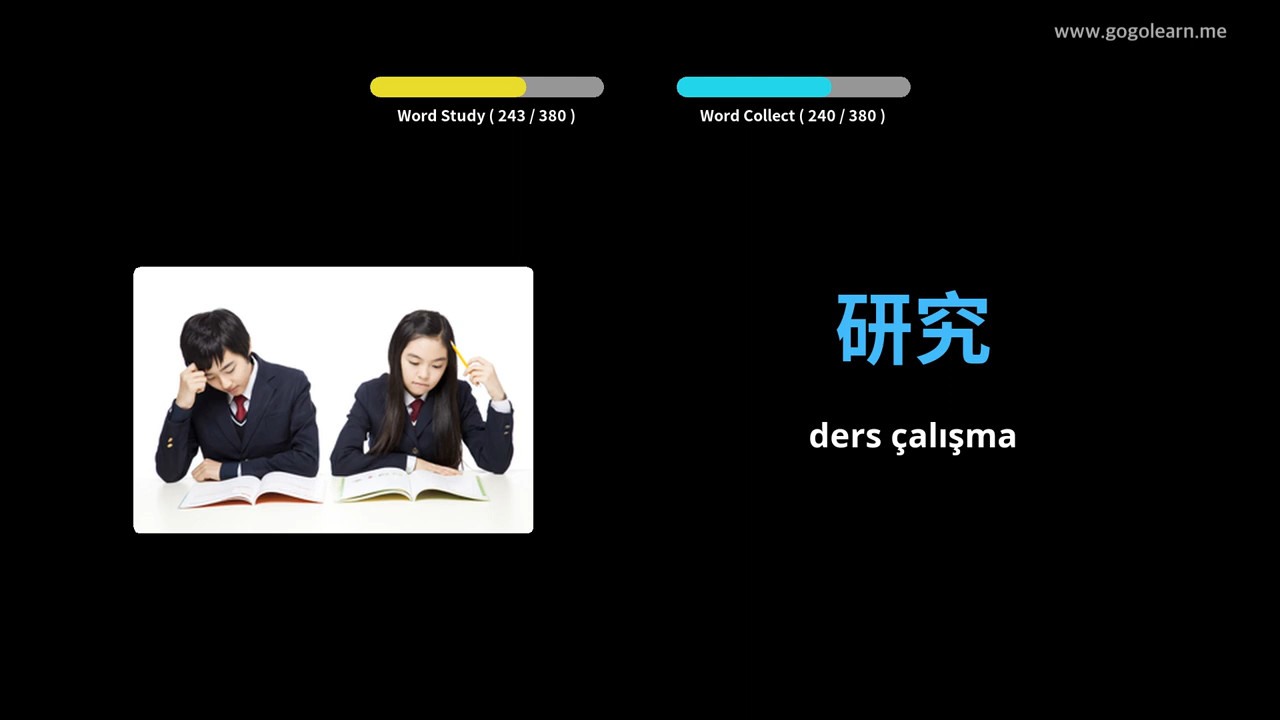 www.gogolearn.me
Word Study ( 243 / 380 )
Word Collect ( 240 / 380 )
研究
ders çalışma